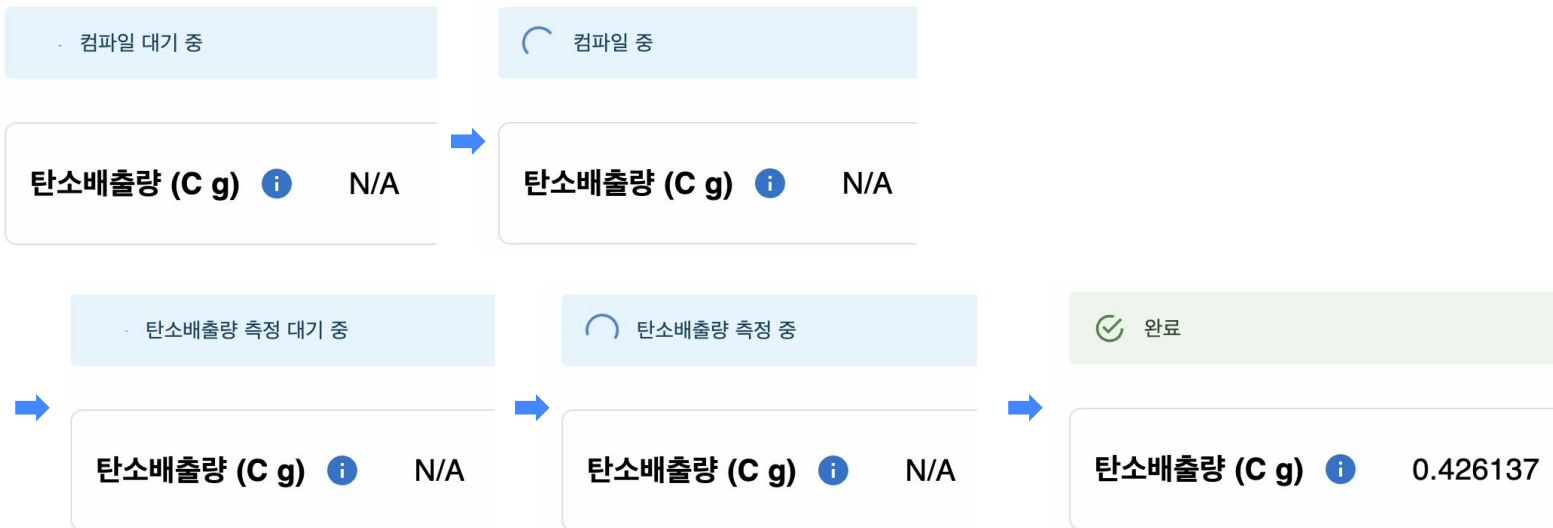 컴파일 대기 중
탄소배출량 (C g) i N/A
컴파일 중
탄소배출량 (C g) i N/A
탄소배출량 측정 대기 중
탄소배출량 (C g) i N/A
탄소배출량 측정 중
탄소배출량 (C g) i N/A
완료
탄소배출량 (C g) i 0.426137